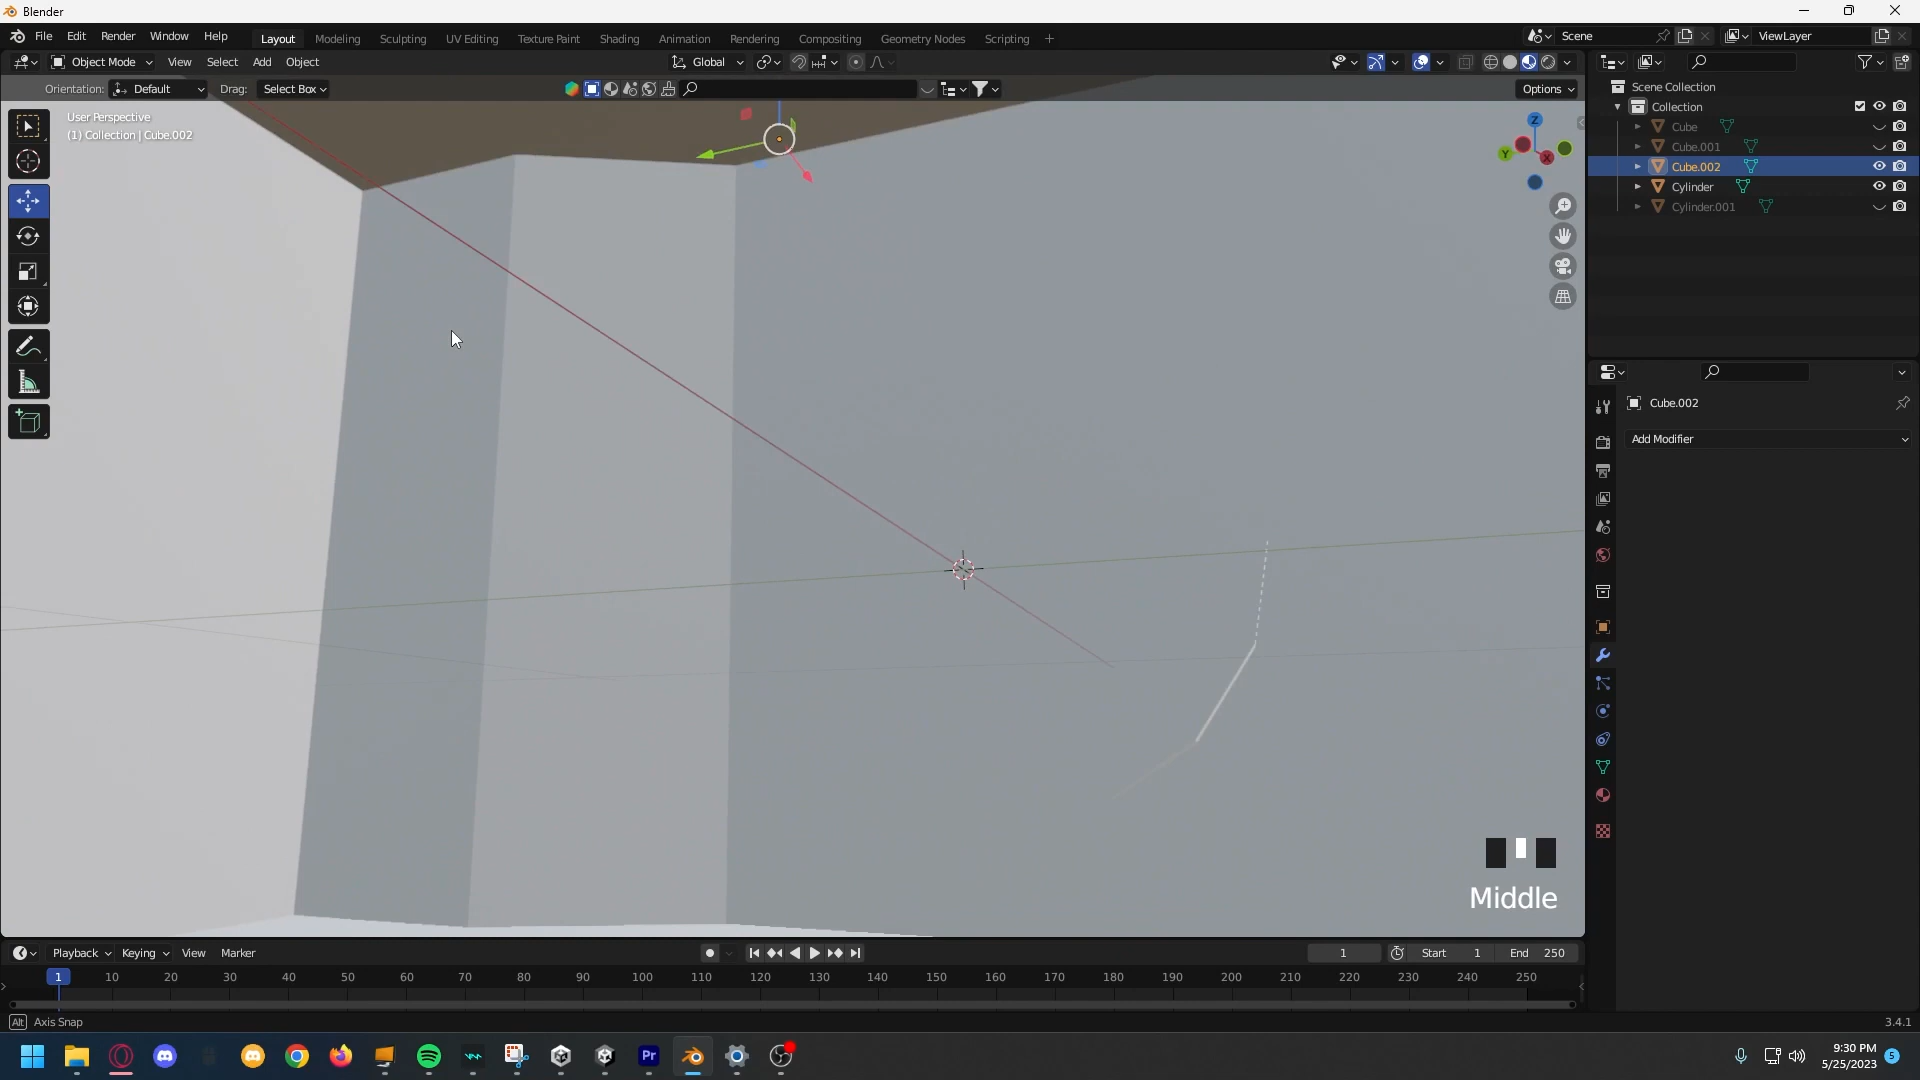 Blender
File Edit Render Window Help Layout Modeling Sculpting UV Editing Texture Paint Shading Animation Rendering Compositing Geometry Nodes Scripting + Scene ViewLayer
Object Mode View Select Add Object Global
Orientation: Default Drag: Select Box Options
User Perspective
(1) Collection | Cube.002
Z
Y
X
Scene Collection
Collection
Cube
Cube.001
Cube.002
Cylinder
Cylinder.001
Cube.002
Add Modifier
Middle
Playback Keying View Marker 1 Start 1 End 250
1 10 20 30 40 50 60 70 80 90 100 110 120 130 140 150 160 170 180 190 200 210 220 230 240 250
Alt Axis Snap 3.4.1
Pr
9:30 PM
5/25/2023
5